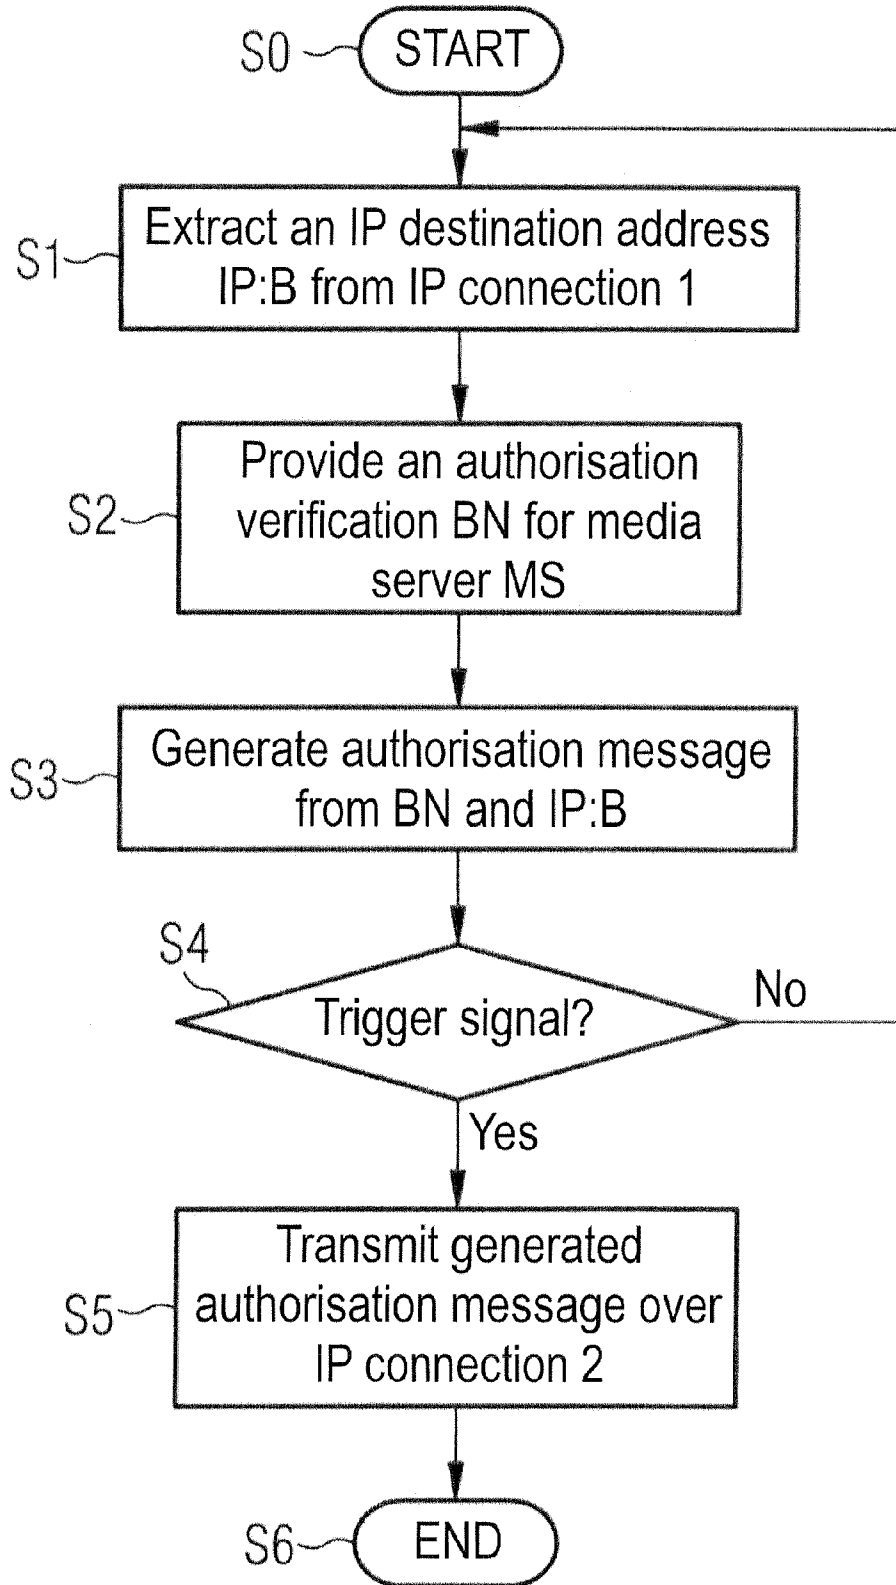 S0
START
S1
Extract an IP destination address
IP:B from IP connection 1
S2
Provide an authorisation
verification BN for media
server MS
S3
Generate authorisation message
from BN and IP:B
S4
Trigger signal?
No
Yes
S5
Transmit generated
authorisation message over
IP connection 2
S6
END